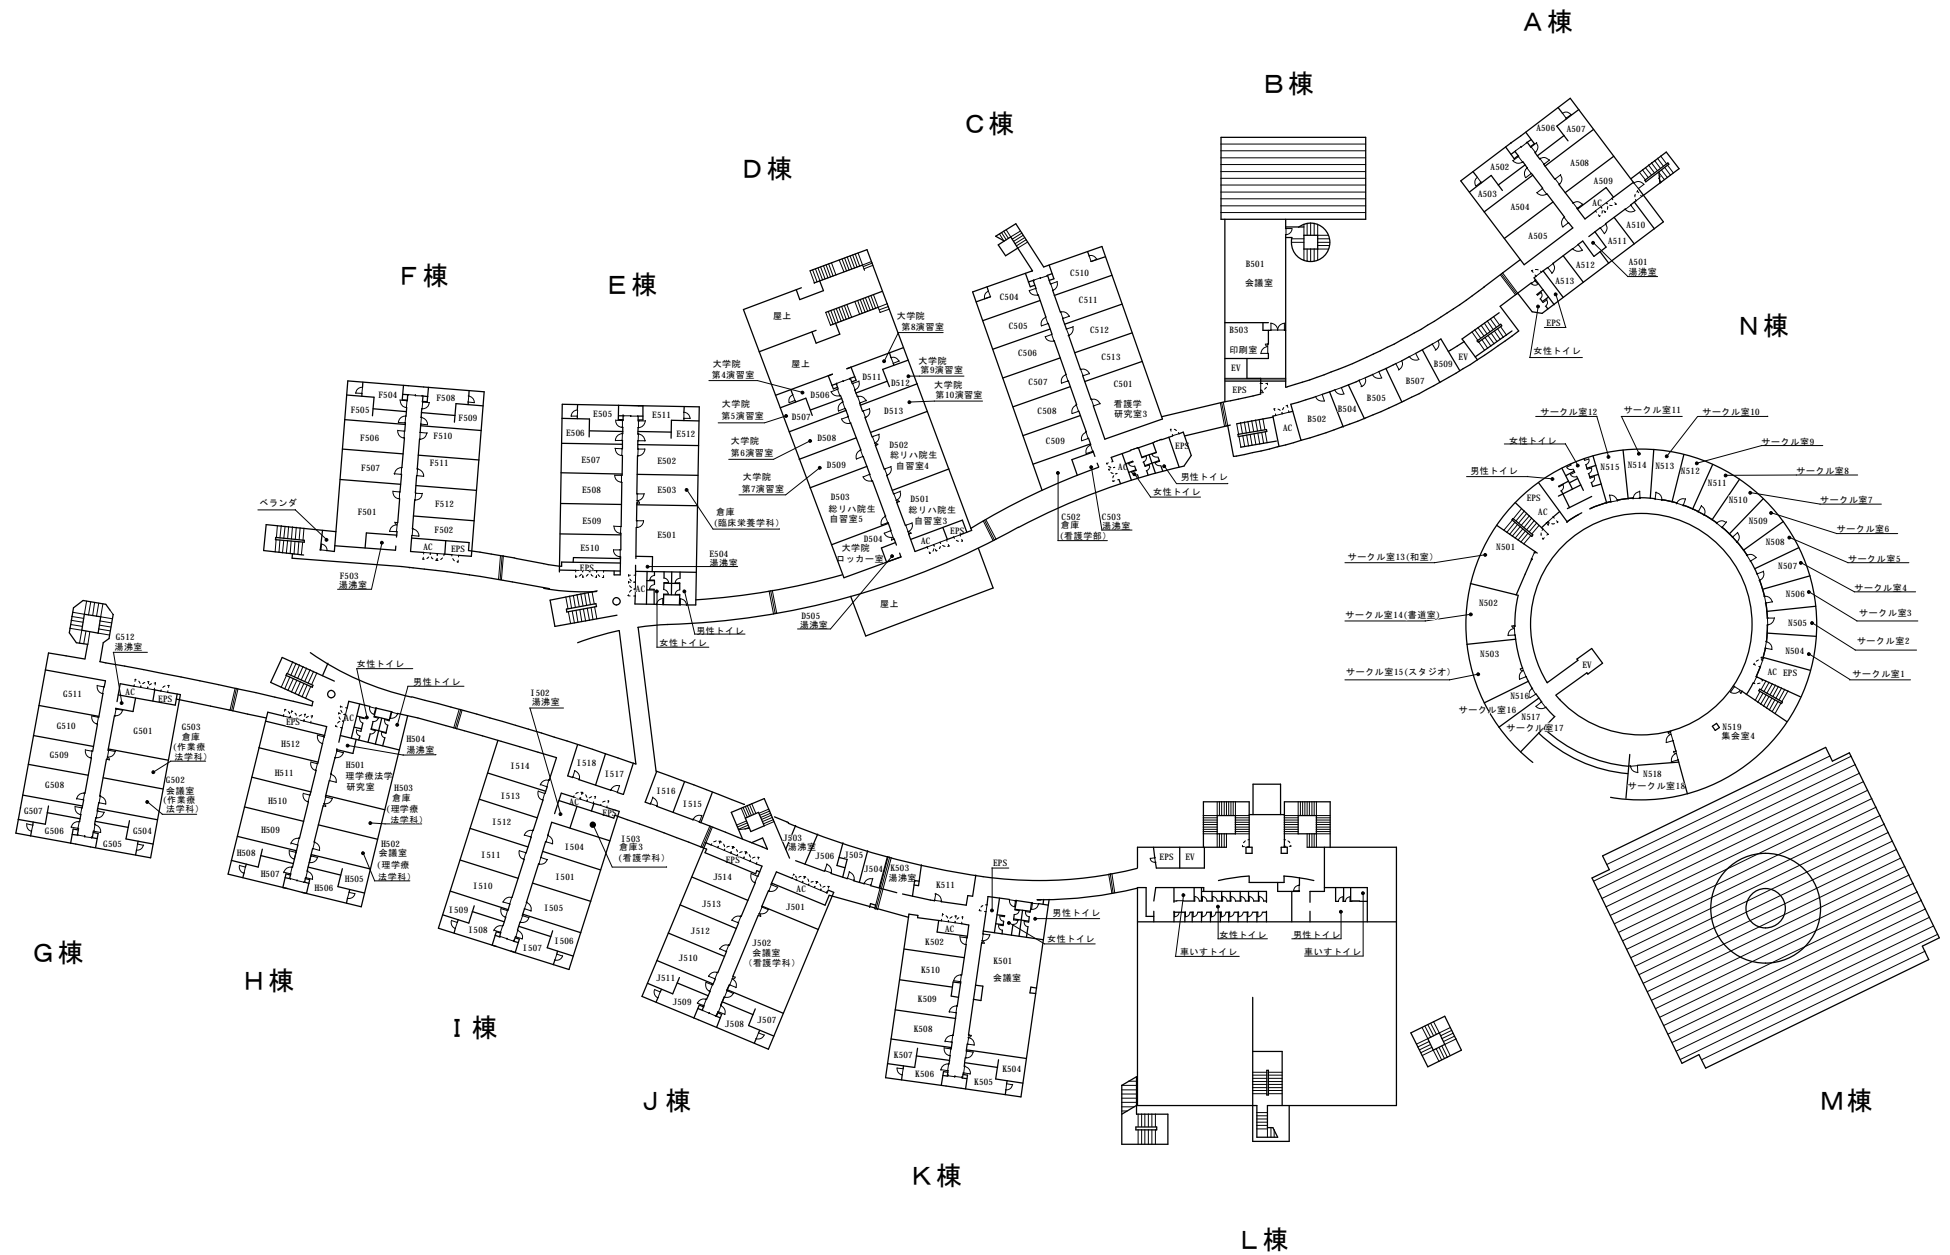 A棟
A506
A507
A502
A508
A503
A509
A504
AC
A505
A510
A511
A501
湯沸室
A512
A513
EPS
女性トイレ
B棟
B501
会議室
B503
印刷室
EV
EPS
AC
B502
B504
B505
B507
B509
EV
C棟
C510
C504
C511
C505
C512
C506
C513
C507
C501
看護学
研究室3
C508
C509
AC
EPS
男性トイレ
女性トイレ
C502
倉庫
(看護学部)
C503
湯沸室
D棟
屋上
屋上
大学院
第8演習室
大学院
第4演習室
大学院
第9演習室
D511
D512
D506
大学院
第10演習室
D507
D513
大学院
第5演習室
D508
D502
総リハ院生
自習室4
大学院
第6演習室
D509
大学院
第7演習室
D503
総リハ院生
自習室5
D501
総リハ院生
自習室3
D504
大学院
ロッカー室
AC
EPS
D505
湯沸室
屋上
E棟
E505
E511
E506
E512
E507
E502
E508
E503
倉庫
(臨床栄養学科)
E509
E501
E510
E504
湯沸室
EPS
AC
男性トイレ
女性トイレ
F棟
F504
F508
F505
F509
F506
F510
F507
F511
F501
F512
F502
AC
EPS
ベランダ
F503
湯沸室
G棟
G512
湯沸室
AC
EPS
G511
G501
G510
G503
倉庫
(作業療
法学科)
G509
G502
会議室
(作業療
法学科)
G508
G507
G504
G506
G505
H棟
女性トイレ
男性トイレ
AC
EPS
H504
湯沸室
H512
H501
理学療法学
研究室
H511
H503
倉庫
(理学療
法学科)
H510
H509
H502
会議室
(理学療
法学科)
H508
H505
H507
H506
I棟
I502
湯沸室
I518
I517
I516
I515
I514
AC
EPS
I513
I503
倉庫3
(看護学科)
I512
I504
I511
I501
I510
I505
I509
I506
I508
I507
J棟
J503
湯沸室
J506
J505
J504
EPS
AC
J514
J501
J513
J502
会議室
(看護学科)
J512
J510
J511
J509
J507
J508
K棟
K503
湯沸室
K511
EPS
AC
男性トイレ
女性トイレ
K502
K501
会議室
K510
K509
K508
K507
K504
K506
K505
L棟
EPS
EV
女性トイレ
車いすトイレ
男性トイレ
車いすトイレ
M棟
N棟
サークル室12
サークル室11
サークル室10
女性トイレ
サークル室9
男性トイレ
サークル室8
N515
N514
N513
N512
N511
N510
サークル室7
EPS
AC
N509
サークル室6
N501
N508
サークル室13(和室)
サークル室5
N507
サークル室4
N502
N506
サークル室14(書道室)
サークル室3
N505
サークル室2
N503
N504
サークル室15(スタジオ)
サークル室1
EV
AC
EPS
N516
サークル室16
N517
サークル室17
N519
集会室4
N518
サークル室18